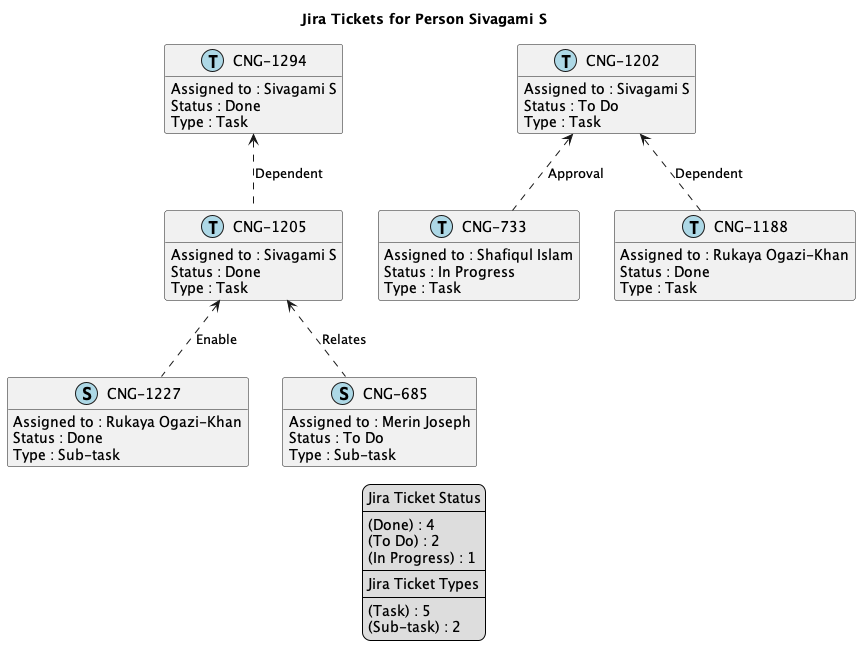 Jira Tickets for Person Sivagami S
T CNG-1294
Assigned to : Sivagami S
Status : Done
Type : Task
T CNG-1202
Assigned to : Sivagami S
Status : To Do
Type : Task
Dependent
Approval
Dependent
T CNG-1205
Assigned to : Sivagami S
Status : Done
Type : Task
T CNG-733
Assigned to : Shafiqul Islam
Status : In Progress
Type : Task
T CNG-1188
Assigned to : Rukaya Ogazi-Khan
Status : Done
Type : Task
Enable
Relates
S CNG-1227
Assigned to : Rukaya Ogazi-Khan
Status : Done
Type : Sub-task
S CNG-685
Assigned to : Merin Joseph
Status : To Do
Type : Sub-task
Jira Ticket Status
(Done) : 4
(To Do) : 2
(In Progress) : 1
Jira Ticket Types
(Task) : 5
(Sub-task) : 2